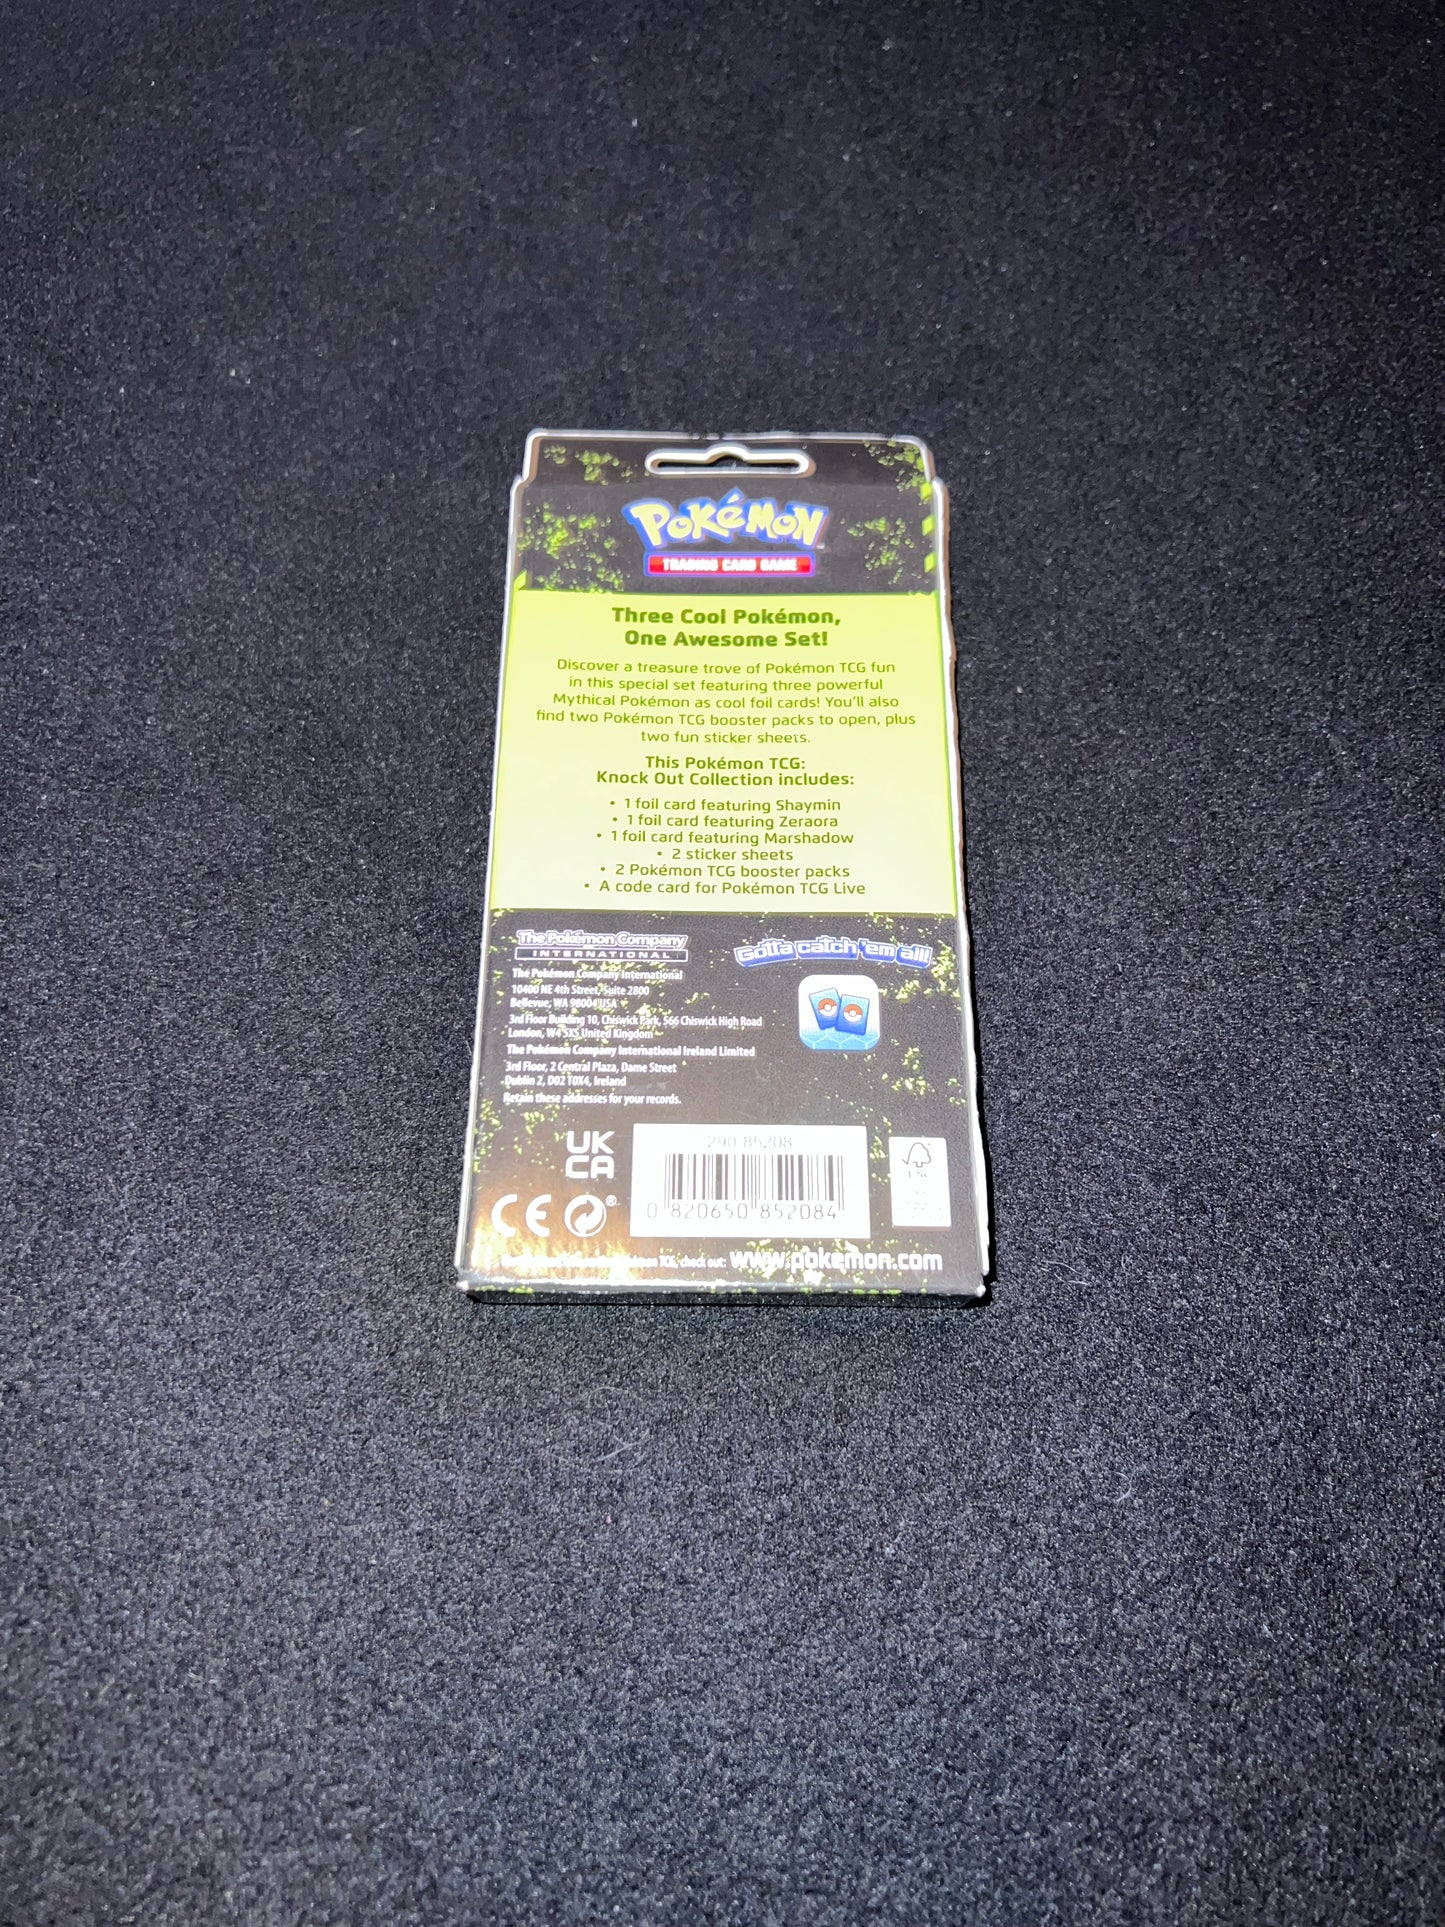 POKéMON
TRADING CARD GAME
Three Cool Pokémon,
One Awesome Set!
Discover a treasure trove of Pokémon TCG fun
in this special set featuring three powerful
Mythical Pokémon as cool foil cards! You'll also
find two Pokémon TCG booster packs to open, plus
two fun sticker sheets.
This Pokémon TCG:
Knock Out Collection includes:
• 1 foil card featuring Shaymin
• 1 foil card featuring Zeraora
• 1 foil card featuring Marshadow
• 2 sticker sheets
• 2 Pokémon TCG booster packs
• A code card for Pokémon TCG Live
The Pokémon Company
INTERNATIONAL
Gotta catch 'em all!
The Pokémon Company International
10400 NE 4th Street, Suite 2800
Bellevue, WA 98004 USA
3rd Floor Building 10, Chiswick Park, 566 Chiswick High Road
London, W4 5XS United Kingdom
The Pokémon Company International Ireland Limited
3rd Floor, 2 Central Plaza, Dame Street
Dublin 2, D02 T0X4, Ireland
Retain these addresses for your records.
UK
CA
CE
®
290 85208
0 820650 852084
FSC
TCG, check out: www.pokemon.com